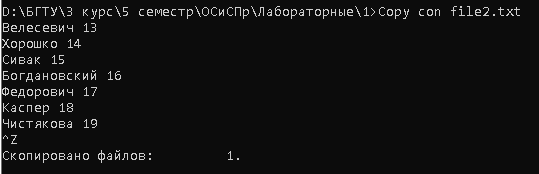 D:\БГТУ\3 курс\5 семестр\ОСиСПр\Лабораторные\1>Copy con file2.txt
Велесевич 13
Хорошко 14
Сивак 15
Богдановский 16
Федорович 17
Каспер 18
Чистякова 19
^Z
Скопировано файлов:         1.